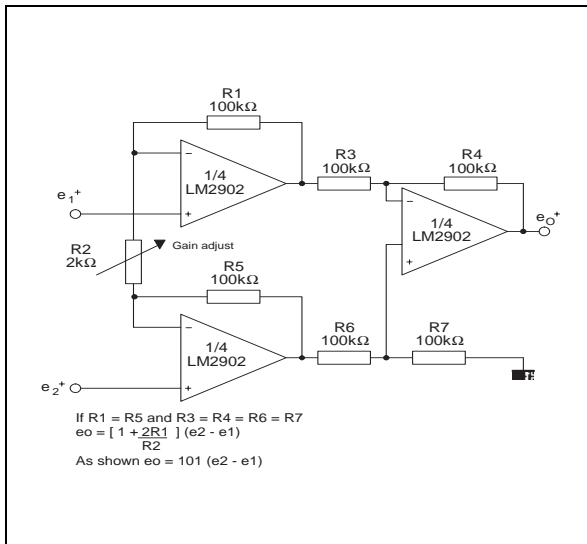 R1
100kΩ
R3
100kΩ
R4
100kΩ
1/4
LM2902
e1+
eO+
1/4
LM2902
R2
2kΩ
Gain adjust
R5
100kΩ
R6
100kΩ
R7
100kΩ
1/4
LM2902
e2+
If R1 = R5 and R3 = R4 = R6 = R7
eo = [ 1 + 2R1 ] (e2 - e1)
R2
As shown eo = 101 (e2 - e1)